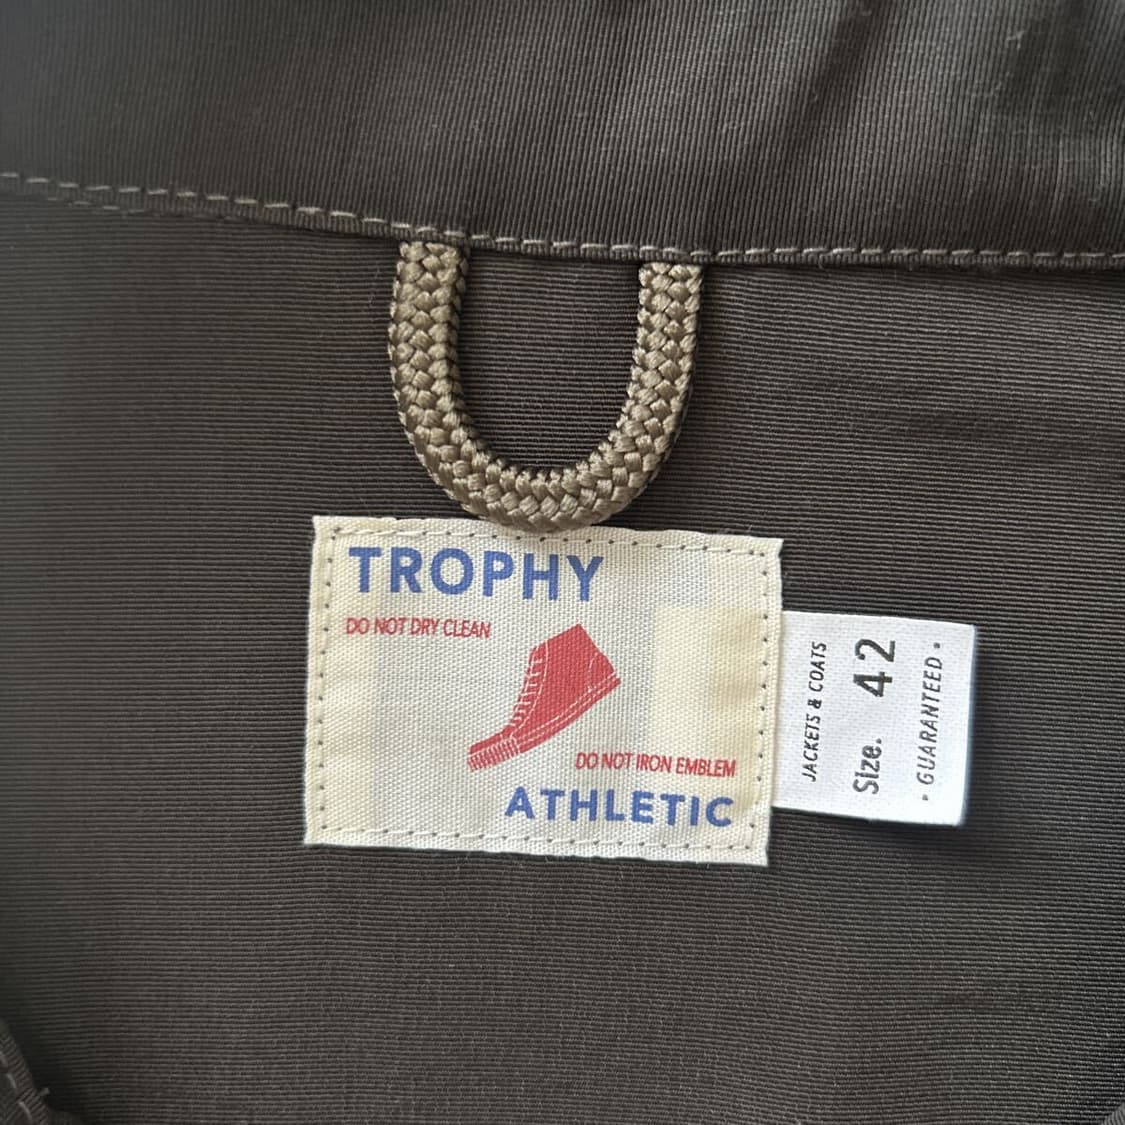 TROPHY
DO NOT DRY CLEAN
DO NOT IRON EMBLEM
ATHLETIC
JACKETS & COATS
Size. 42
• GUARANTEED •